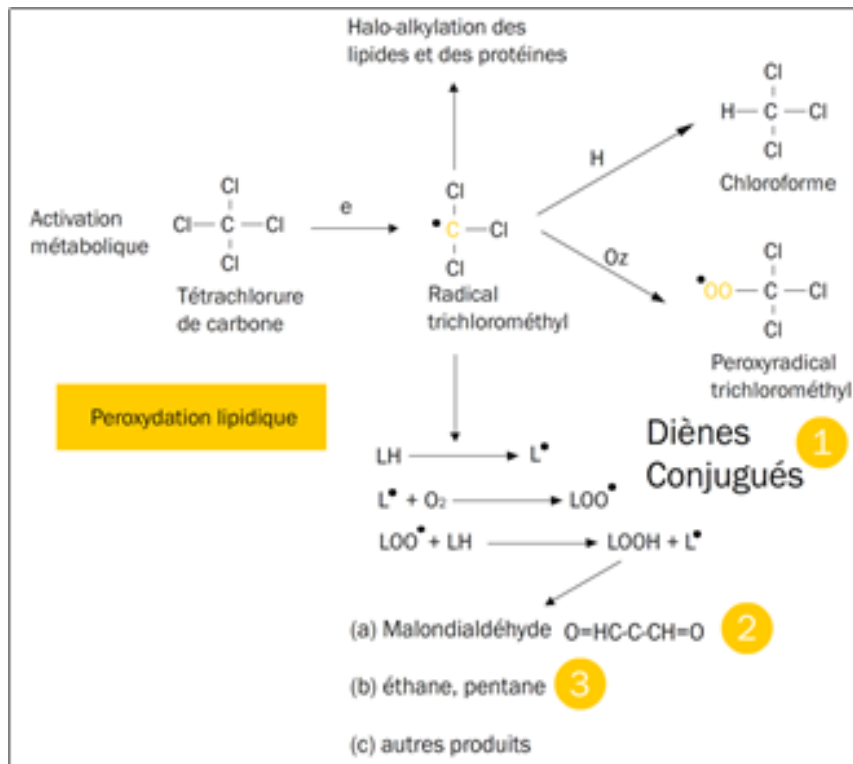 Halo-alkylation des
lipides et des protéines
Activation
métabolique
Cl
Cl—C—Cl
Cl
Tétrachlorure
de carbone
e
Cl
•C—Cl
Cl
Radical
trichlorométhyl
H
Cl
H—C—Cl
Cl
Chloroforme
Oz
Cl
•OO—C—Cl
Cl
Peroxyradical
trichlorométhyl
Peroxydation lipidique
Diènes
Conjugués
1
LH → L•
L• + O₂ → LOO•
LOO• + LH → LOOH + L•
(a) Malondialdéhyde O=HC-C-CH=O 2
(b) éthane, pentane 3
(c) autres produits